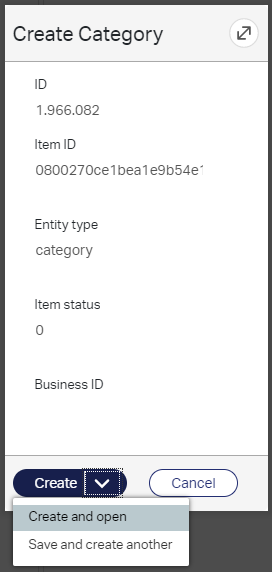 Create Category
ID
1.966.082
Item ID
0800270ce1bea1e9b54e
Entity type
category
Item status
0
Business ID
Create
Cancel
Create and open
Save and create another